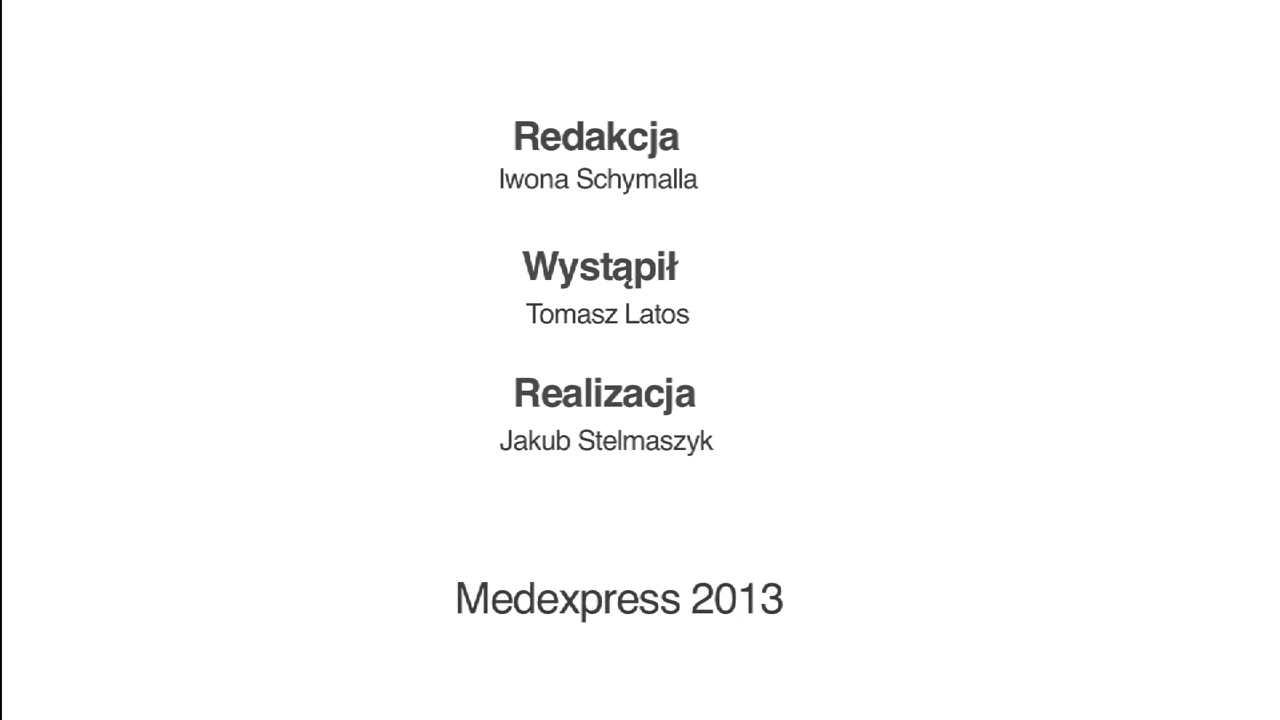 Redakcja
Iwona Schymalla
Wystąpił
Tomasz Latos
Realizacja
Jakub Stelmaszyk
Medexpress 2013